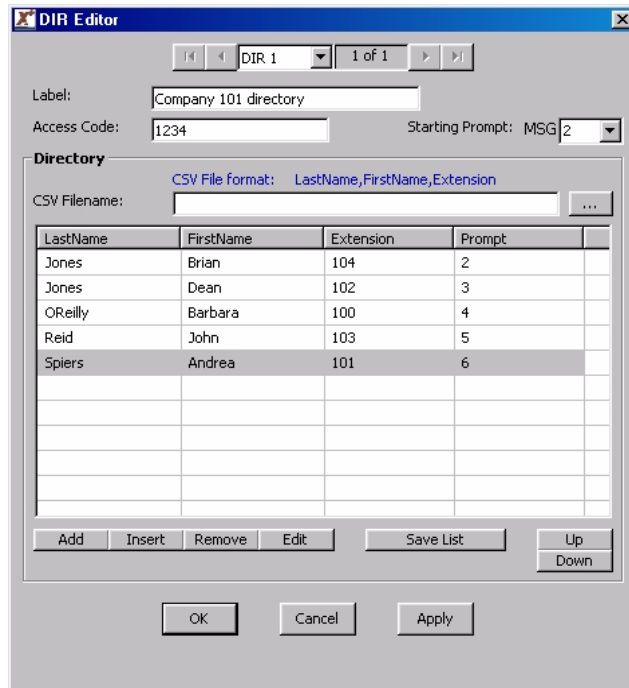 DIR Editor
DIR 1 1 of 1
Label: Company 101 directory
Access Code: 1234 Starting Prompt: MSG 2
Directory
CSV File format: LastName,FirstName,Extension
CSV Filename: ...
LastName FirstName Extension Prompt
Jones Brian 104 2
Jones Dean 102 3
OReilly Barbara 100 4
Reid John 103 5
Spiers Andrea 101 6
Add Insert Remove Edit Save List Up
Down
OK Cancel Apply